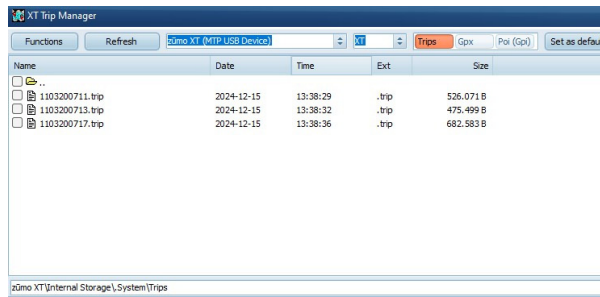 XT Trip Manager
Functions Refresh zūmo XT (MTP USB Device) XT Trips Gpx Poi (Gpi) Set as defau
Name Date Time Ext Size
..
1103200711.trip 2024-12-15 13:38:29 .trip 526.071 B
1103200713.trip 2024-12-15 13:38:32 .trip 475.499 B
1103200717.trip 2024-12-15 13:38:36 .trip 682.583 B
zūmo XT\Internal Storage\.System\Trips